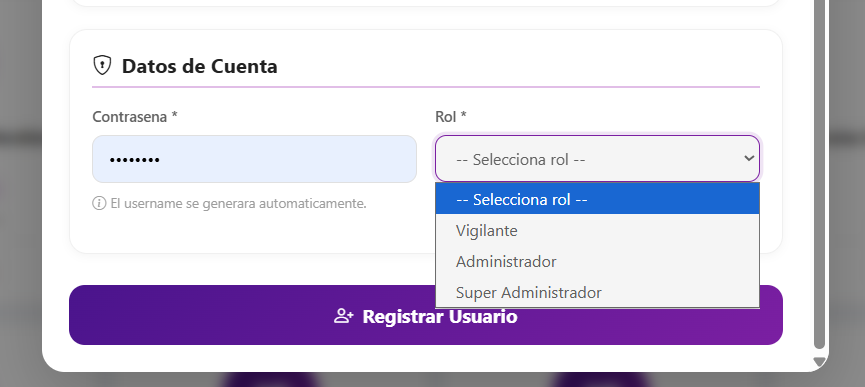 Datos de Cuenta
Contrasena * Rol *
•••••••• -- Selecciona rol --
El username se generara automaticamente.
-- Selecciona rol --
Vigilante
Administrador
Super Administrador
Registrar Usuario